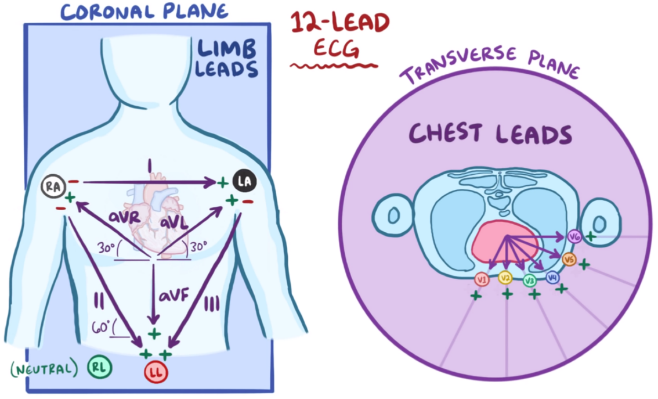 CORONAL PLANE
12-LEAD
ECG
LIMB
LEADS
TRANSVERSE PLANE
CHEST LEADS
I
RA
-
+
LA
+
-
+
-
aVR
aVL
30°
30°
II
aVF
III
60°
+
+
+
(NEUTRAL)
RL
LL
V6
+
V5
+
V1
V2
V3
V4
+
+
+
+